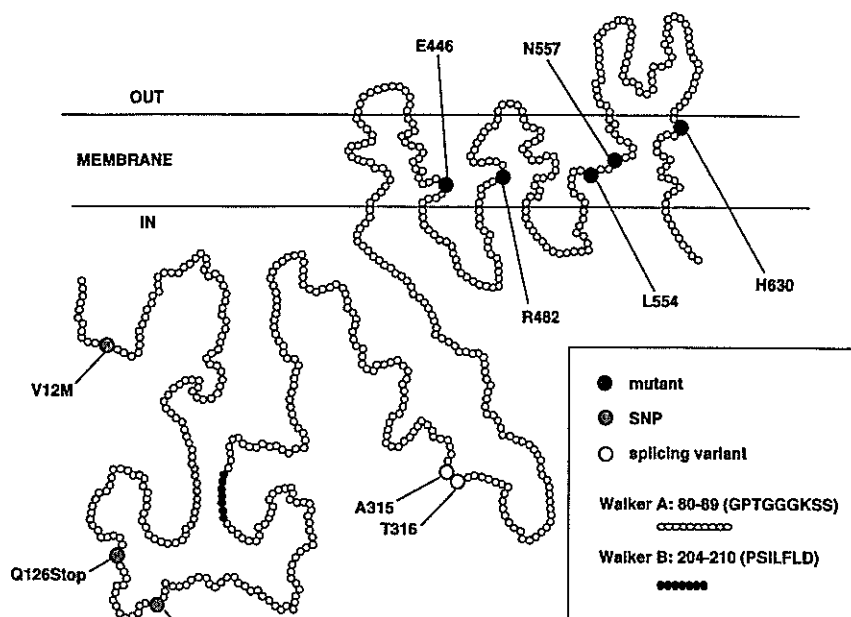 E446
N557
OUT
MEMBRANE
IN
R482
L554
H630
V12M
A315
T316
Q126Stop
mutant
SNP
splicing variant
Walker A: 80-89 (GPTGGGKSS)
Walker B: 204-210 (PSILFLD)